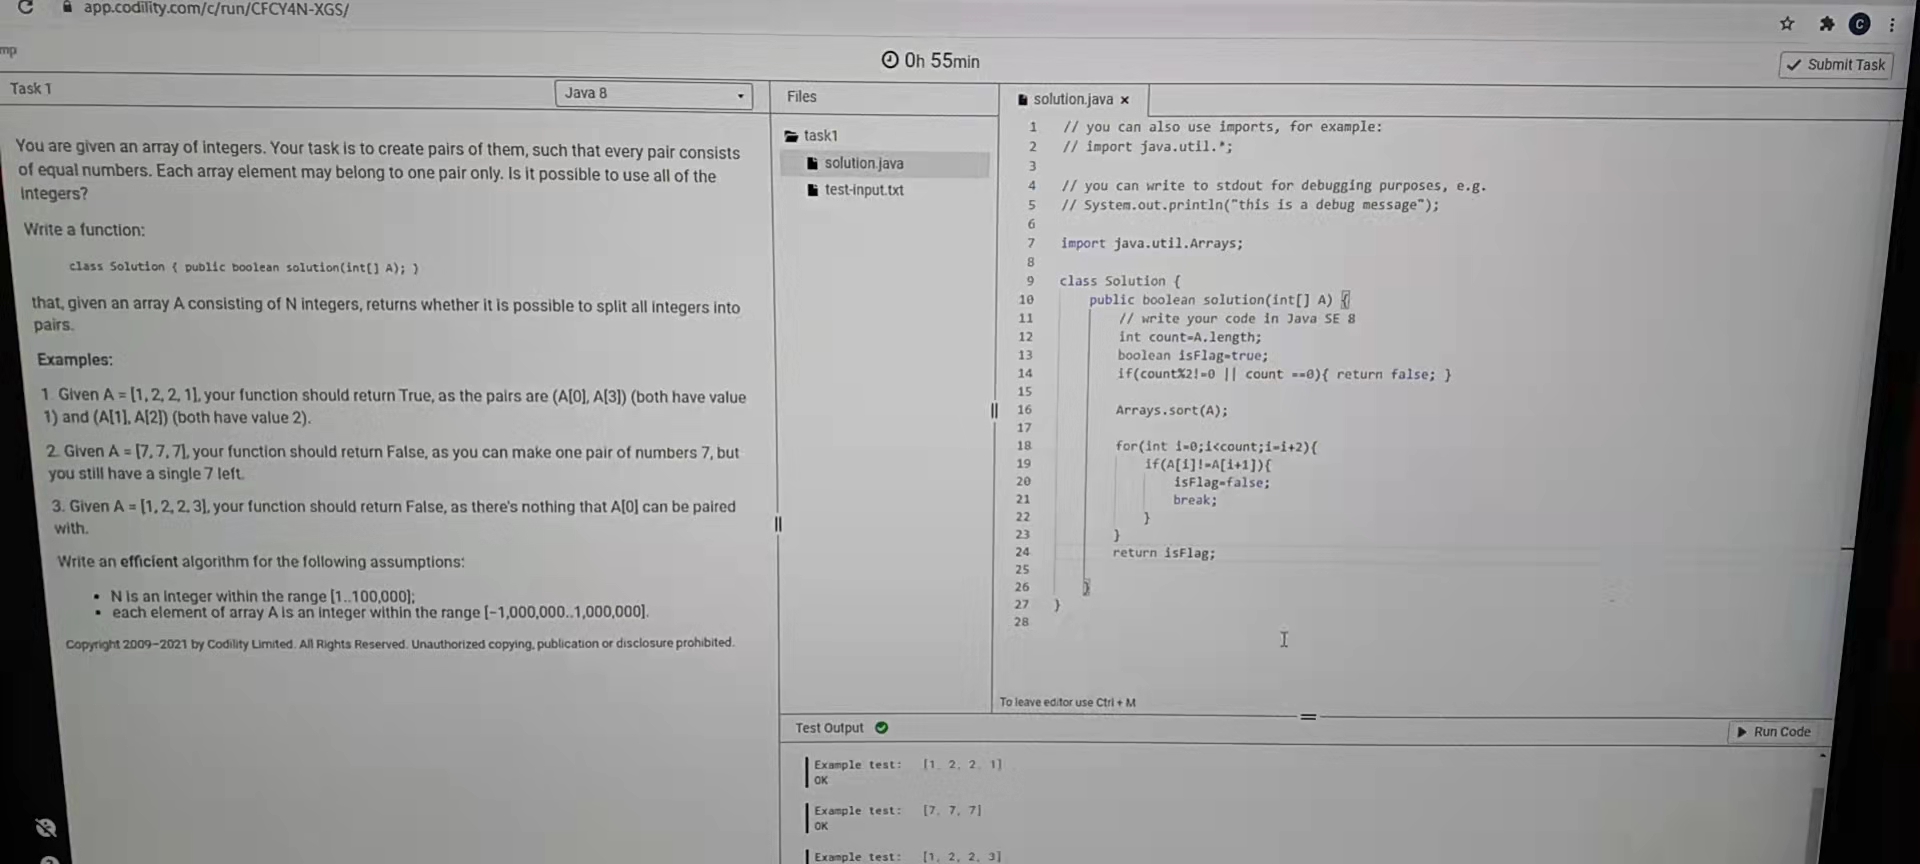 app.codility.com/c/run/CFCY4N-XGS/
C
mp
0h 55min
Submit Task
Task 1
Java 8
You are given an array of integers. Your task is to create pairs of them, such that every pair consists
of equal numbers. Each array element may belong to one pair only. Is it possible to use all of the
integers?
Write a function:
class Solution { public boolean solution(int[] A); }
that, given an array A consisting of N integers, returns whether it is possible to split all integers into
pairs.
Examples:
1. Given A = [1, 2, 2, 1], your function should return True, as the pairs are (A[0], A[3]) (both have value
1) and (A[1], A[2]) (both have value 2).
2. Given A = [7, 7, 7], your function should return False, as you can make one pair of numbers 7, but
you still have a single 7 left.
3. Given A = [1, 2, 2, 3], your function should return False, as there's nothing that A[0] can be paired
with.
Write an efficient algorithm for the following assumptions:
• N is an integer within the range [1..100,000];
• each element of array A is an integer within the range [−1,000,000..1,000,000].
Copyright 2009–2021 by Codility Limited. All Rights Reserved. Unauthorized copying, publication or disclosure prohibited.
Files
task1
solution.java
test-input.txt
solution.java x
1 // you can also use imports, for example:
2 // import java.util.*;
3
4 // you can write to stdout for debugging purposes, e.g.
5 // System.out.println("this is a debug message");
6
7 import java.util.Arrays;
8
9 class Solution {
10 public boolean solution(int[] A) {
11 // write your code in Java SE 8
12 int count=A.length;
13 boolean isFlag=true;
14 if(count%2!=0 || count ==0){ return false; }
15
16 Arrays.sort(A);
17
18 for(int i=0;i<count;i=i+2){
19 if(A[i]!=A[i+1]){
20 isFlag=false;
21 break;
22 }
23 }
24 return isFlag;
25
26 }
27 }
28
To leave editor use Ctrl + M
Test Output
Run Code
Example test: [1, 2, 2, 1]
OK
Example test: [7, 7, 7]
OK
Example test: [1, 2, 2, 3]